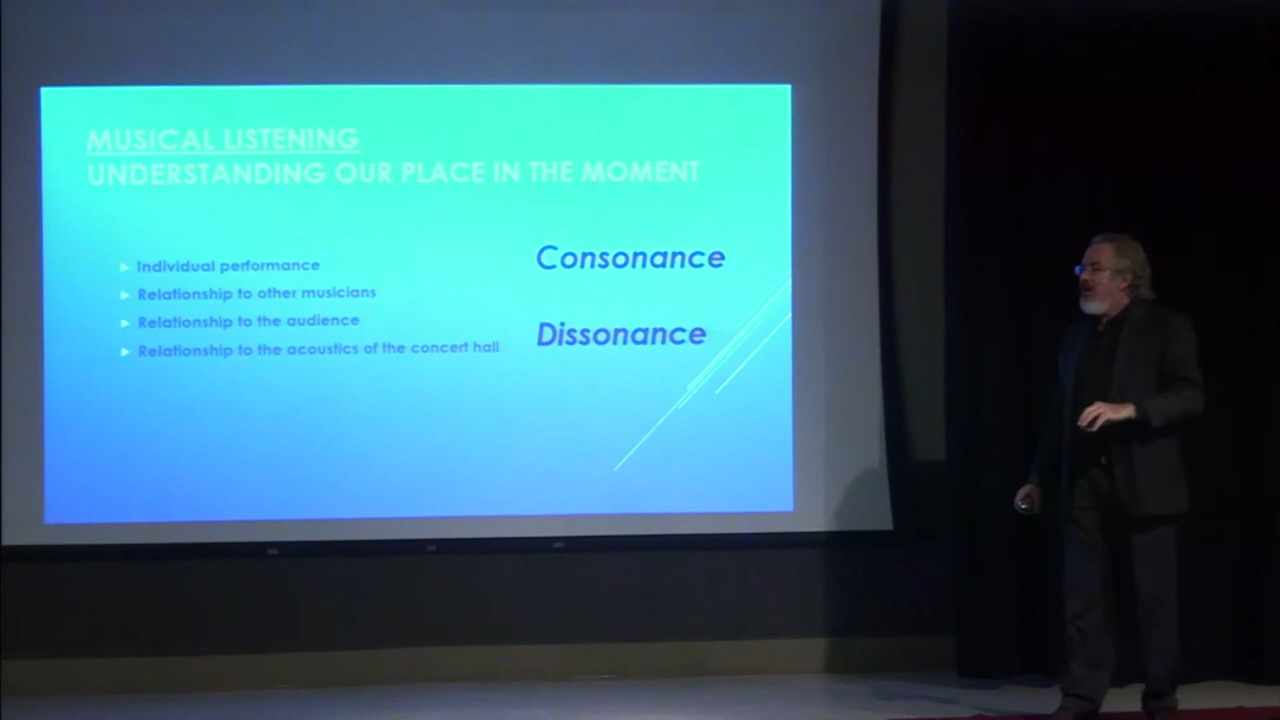 MUSICAL LISTENING
UNDERSTANDING OUR PLACE IN THE MOMENT
Individual performance
Relationship to other musicians
Relationship to the audience
Relationship to the acoustics of the concert hall
Consonance
Dissonance